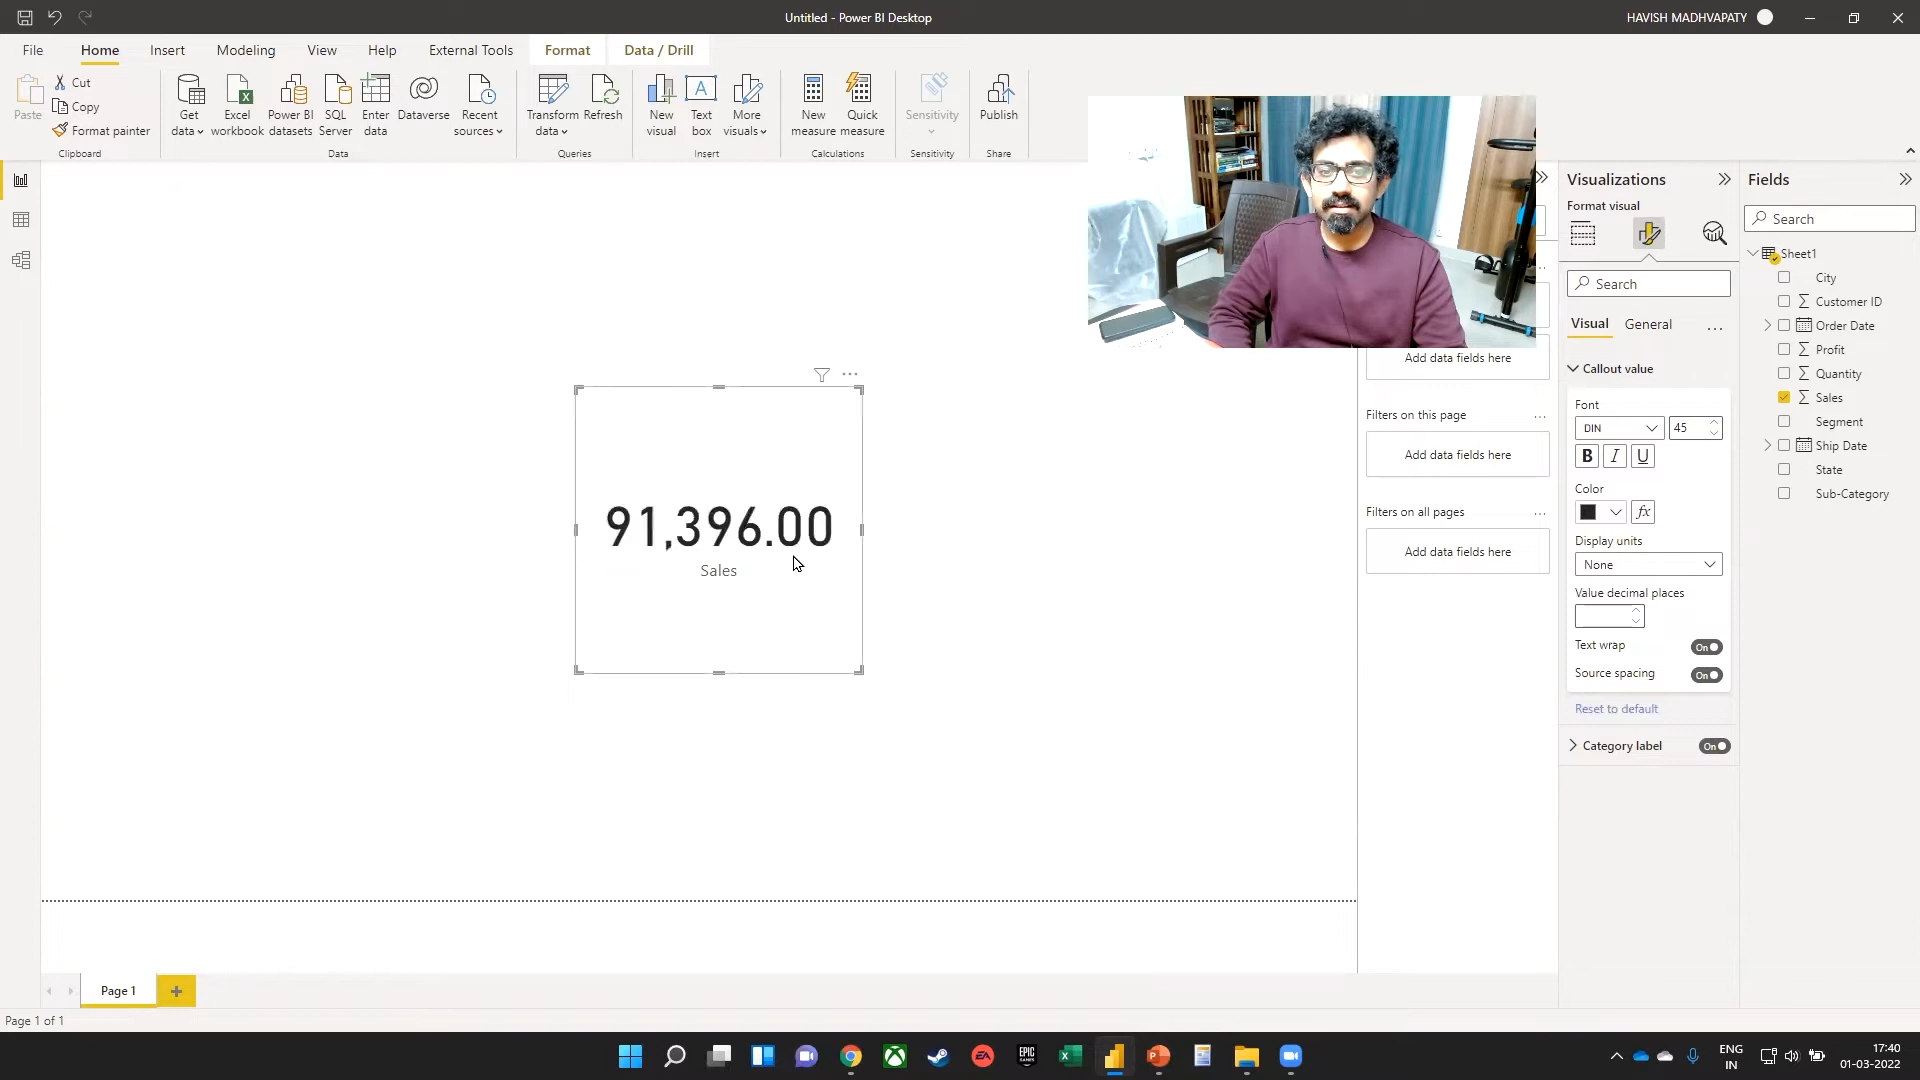 Untitled - Power BI Desktop
HAVISH MADHVAPATY
File
Home
Insert
Modeling
View
Help
External Tools
Format
Data / Drill
Paste
Cut
Copy
Format painter
Clipboard
Get data
Excel workbook
Power BI datasets
SQL Server
Enter data
Dataverse
Recent sources
Data
Transform data
Refresh
Queries
New visual
Text box
More visuals
Insert
New measure
Quick measure
Calculations
Sensitivity
Sensitivity
Publish
Share
91,396.00
Sales
Add data fields here
Filters on this page
...
Add data fields here
Filters on all pages
...
Add data fields here
Visualizations
Format visual
Search
Visual
General
...
Callout value
Font
DIN
45
B
I
U
Color
fx
Display units
None
Value decimal places
Text wrap
On
Source spacing
On
Reset to default
Category label
On
Fields
Search
Sheet1
City
Customer ID
Order Date
Profit
Quantity
Sales
Segment
Ship Date
State
Sub-Category
Page 1
Page 1 of 1
EPIC GAMES
EA
ENG
IN
17:40
01-03-2022